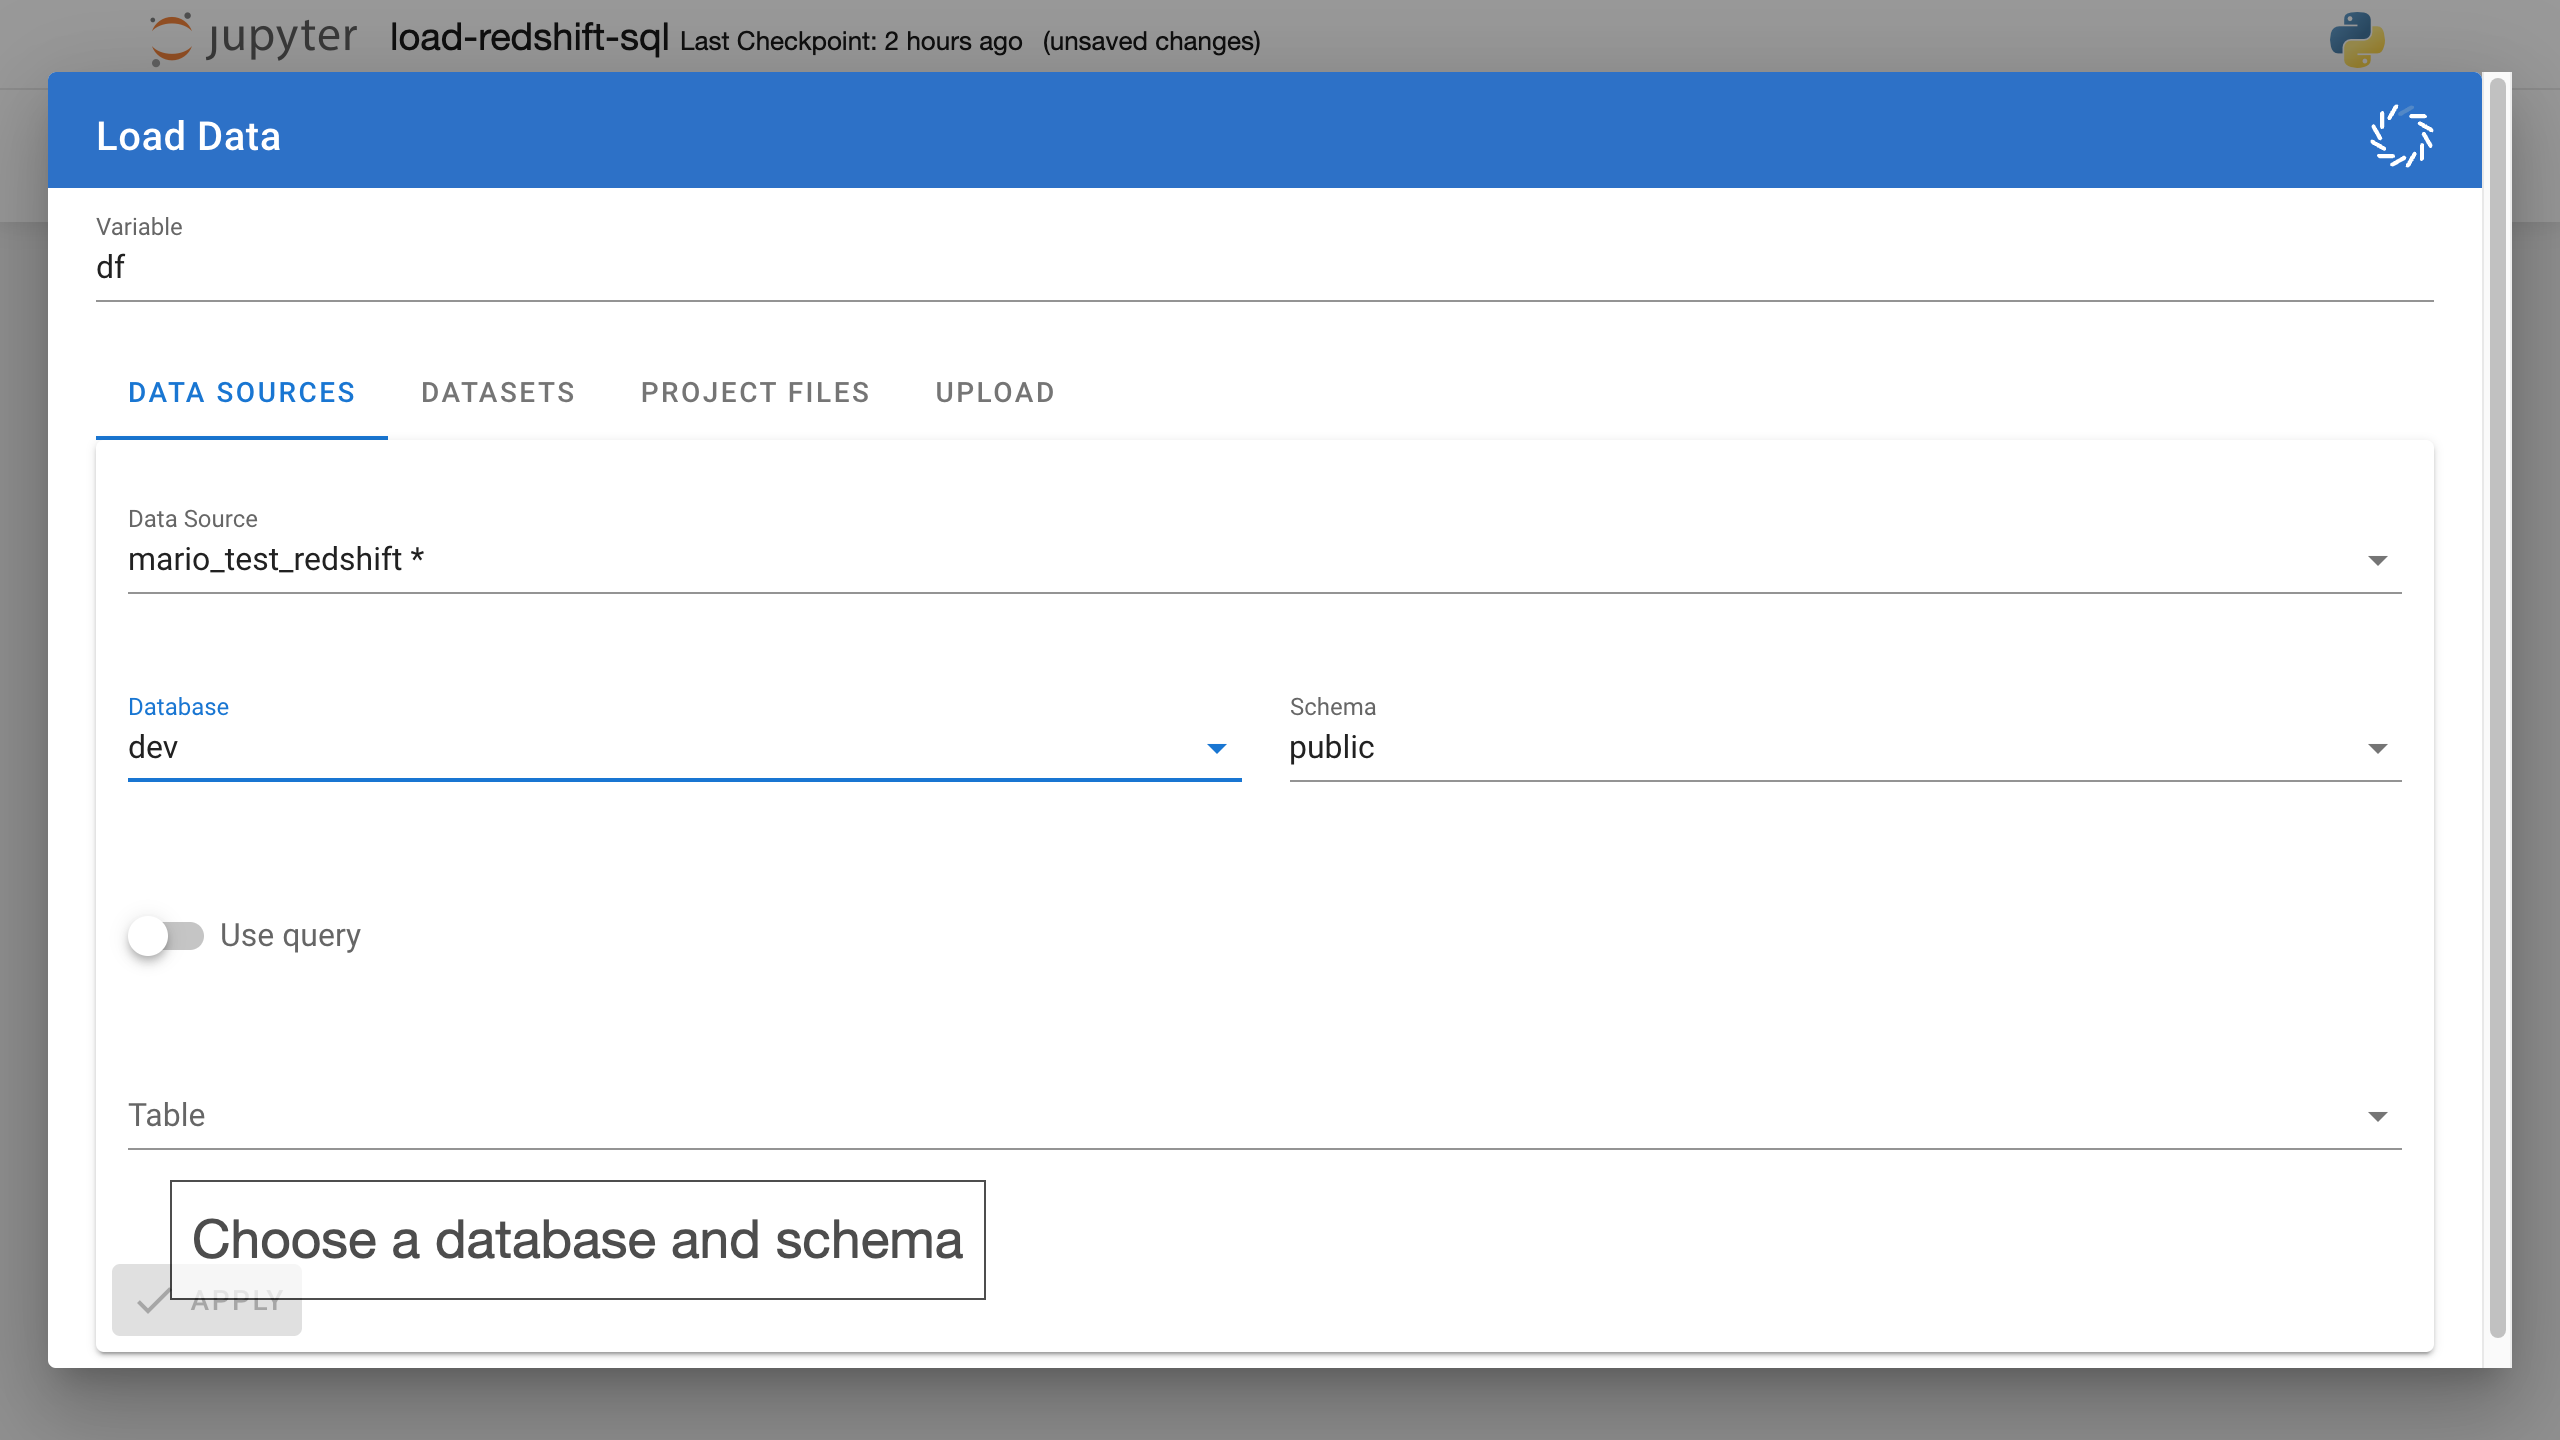 jupyter load-redshift-sql Last Checkpoint: 2 hours ago (unsaved changes)
Load Data
Variable
df
DATA SOURCES DATASETS PROJECT FILES UPLOAD
Data Source
mario_test_redshift *
Database Schema
dev public
Use query
Table
Choose a database and schema
APPLY